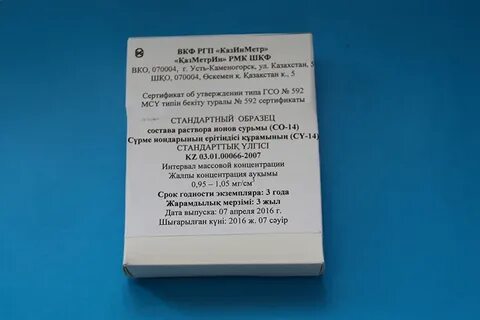 ВКФ РГП «КазИнМетр»
«ҚазМетрИн» РМК ШҚФ
ВКО, 070004, г. Усть-Каменогорск, ул. Казахстан, 5
ШҚО, 070004, Өскемен қ. Қазақстан к., 5
Сертификат об утверждении типа ГСО № 592
МСҮ типін бекіту туралы № 592 сертификаты
СТАНДАРТНЫЙ ОБРАЗЕЦ
состава раствора ионов сурьмы (СО-14)
Сүрме иондарының ерітіндісі құрамының (СҮ-14)
СТАНДАРТТЫҚ ҮЛГІСІ
KZ 03.01.00066-2007
Интервал массовой концентрации
Жалпы концентрация ауқымы
0,95 – 1,05 мг/см³
Срок годности экземпляра: 3 года
Жарамдылық мерзімі: 3 жыл
Дата выпуска: 07 апреля 2016 г.
Шығарылған күні: 2016 ж. 07 сәуір